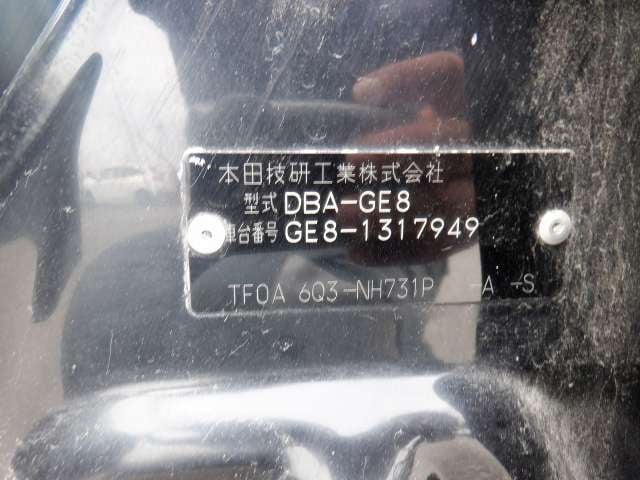 本田技研工業株式会社
型式 DBA-GE8
車台番号 GE8-1317949
TF0A 6Q3-NH731P -A -S